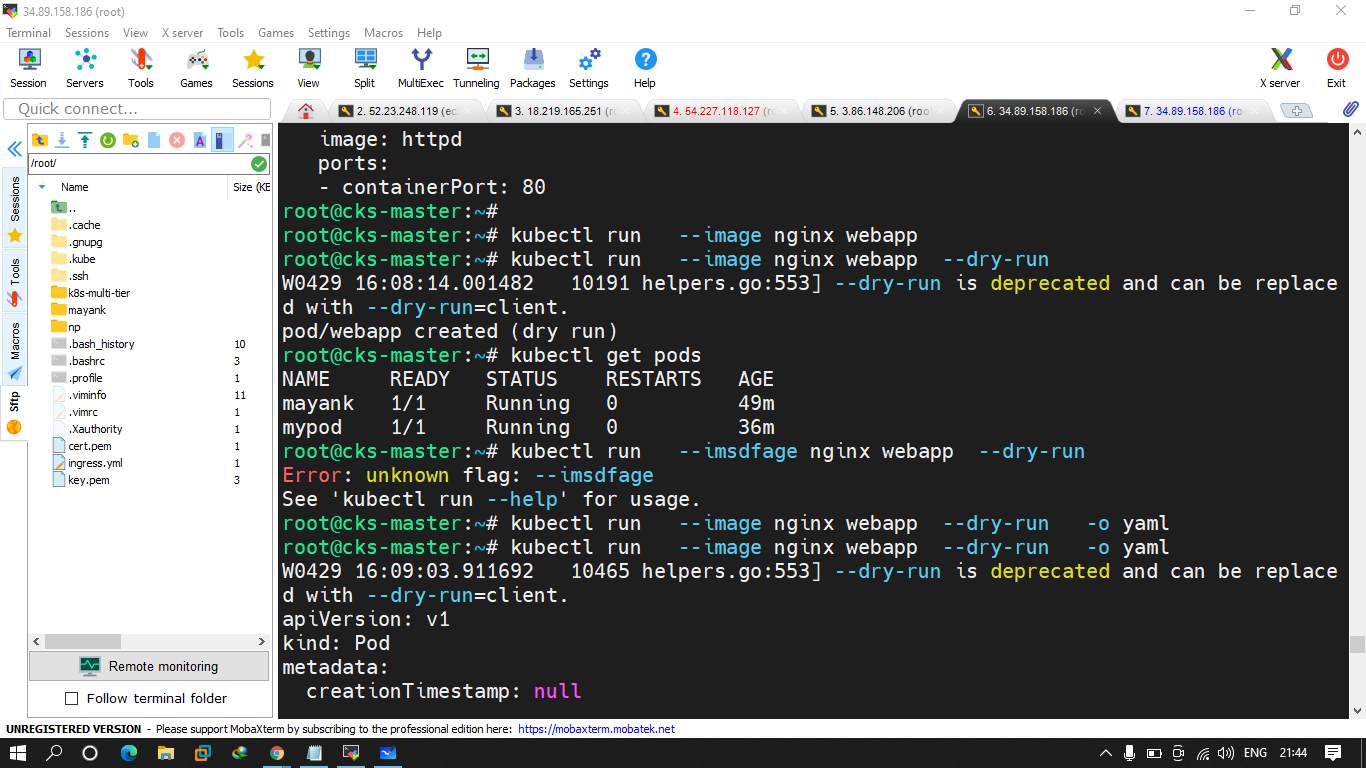 34.89.158.186 (root)
Terminal Sessions View X server Tools Games Settings Macros Help
Session Servers Tools Games Sessions View Split MultiExec Tunneling Packages Settings Help X server Exit
Quick connect...
2. 52.23.248.119 (ec
3. 18.219.165.251 (ro
4. 54.227.118.127 (ro
5. 3.86.148.206 (root
6. 34.89.158.186 (ro
7. 34.89.158.186 (roo
/root/
Name Size (KB
..
.cache
.gnupg
.kube
.ssh
k8s-multi-tier
mayank
np
.bash_history 10
.bashrc 3
.profile 1
.viminfo 11
.vimrc 1
.Xauthority 1
cert.pem 1
ingress.yml 1
key.pem 3
Sessions
Tools
Macros
Sftp
Remote monitoring
Follow terminal folder
image: httpd
ports:
- containerPort: 80
root@cks-master:~#
root@cks-master:~# kubectl run   --image nginx webapp
root@cks-master:~# kubectl run   --image nginx webapp  --dry-run
W0429 16:08:14.001482   10191 helpers.go:553] --dry-run is deprecated and can be replace
d with --dry-run=client.
pod/webapp created (dry run)
root@cks-master:~# kubectl get pods
NAME     READY   STATUS    RESTARTS   AGE
mayank   1/1     Running   0          49m
mypod    1/1     Running   0          36m
root@cks-master:~# kubectl run   --imsdfage nginx webapp  --dry-run
Error: unknown flag: --imsdfage
See 'kubectl run --help' for usage.
root@cks-master:~# kubectl run   --image nginx webapp  --dry-run   -o yaml
root@cks-master:~# kubectl run   --image nginx webapp  --dry-run   -o yaml
W0429 16:09:03.911692   10465 helpers.go:553] --dry-run is deprecated and can be replace
d with --dry-run=client.
apiVersion: v1
kind: Pod
metadata:
  creationTimestamp: null
UNREGISTERED VERSION - Please support MobaXterm by subscribing to the professional edition here: https://mobaxterm.mobatek.net
ENG 21:44